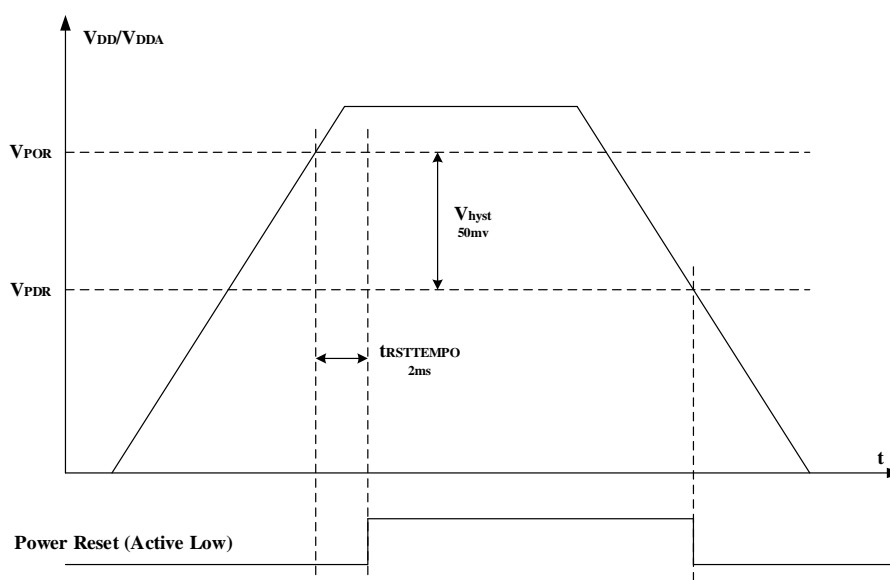 VDD/VDDA
VPOR
Vhyst
50mv
VPDR
tRSTTEMPO
2ms
t
Power Reset (Active Low)